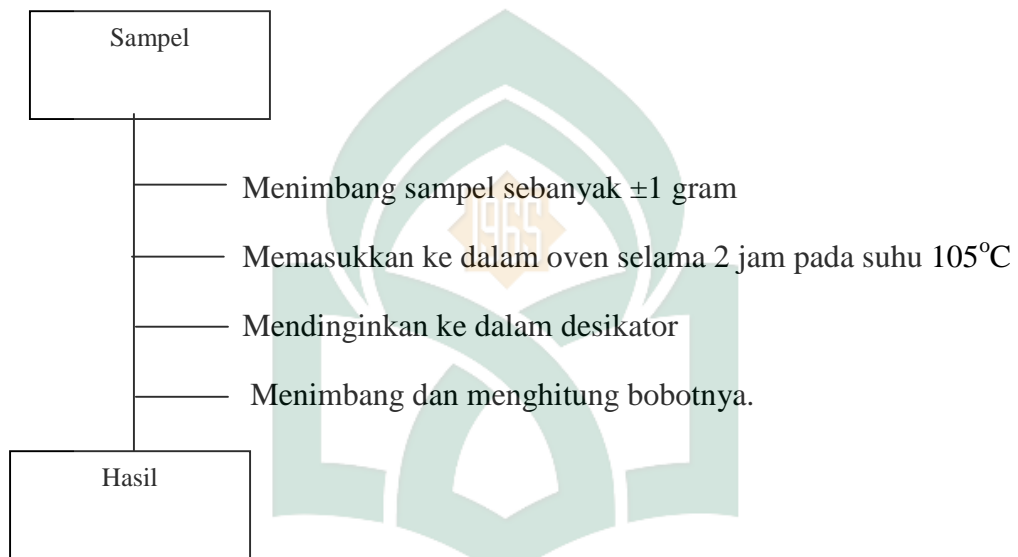 Sampel
Menimbang sampel sebanyak ±1 gram
Memasukkan ke dalam oven selama 2 jam pada suhu 105°C
Mendinginkan ke dalam desikator
Menimbang dan menghitung bobotnya.
Hasil
1965